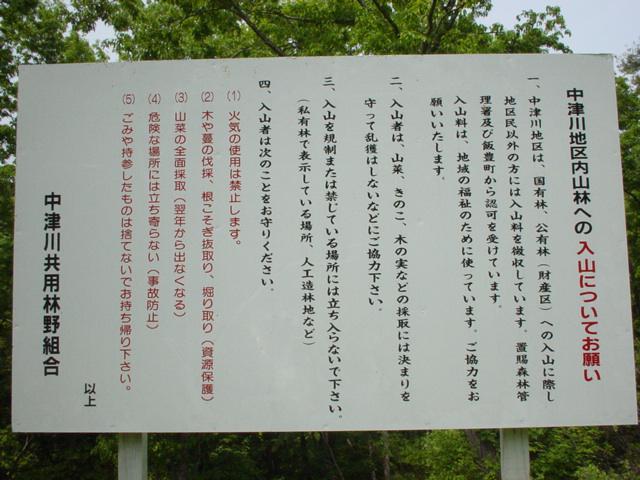 中津川地区内山林への 入山についてお願い
一、中津川地区は、国有林、公有林（財産区）への入山に際し
地区民以外の方には入山料を徴収しています。置賜森林管
理署及び飯豊町から認可を受けています。
入山料は、地域の福祉のために使っています。ご協力をお
願いいたします。
二、入山者は、山菜、きのこ、木の実などの採取には決まりを
守って乱獲はしないなどにご協力下さい。
三、入山を規制または禁じている場所には立ち入らないで下さい。
（私有林で表示している場所、人工造林地など）
四、入山者は次のことをお守りください。
(1) 火気の使用は禁止します。
(2) 木や蔓の伐採、根こそぎ抜取り、堀り取り（資源保護）
(3) 山菜の全面採取（翌年から出なくなる）
(4) 危険な場所には立ち寄らない（事故防止）
(5) ごみや持参したものは捨てないでお持ち帰り下さい。
以上
中津川共用林野組合